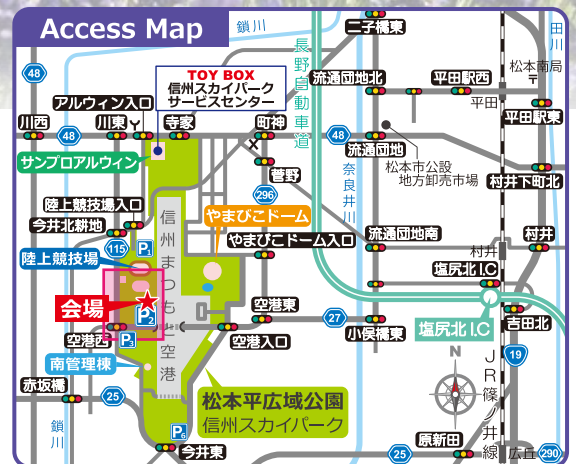 Access Map
鎖川
二子橋東
田川
48
長野自動車道
松本南局
TOY BOX
信州スカイパーク
サービスセンター
流通団地北
平田駅西
平田
アルウィン入口
平田駅東
川西
48
川東
寺家
町神
48
流通団地
松本市公設
地方卸売市場
サンプロアルウィン
菅野
奈良井川
村井下町北
296
陸上競技場入口
今井北耕地
信州まつもと空港
やまびこドーム
やまびこドーム入口
流通団地南
村井
村井
115
P1
陸上競技場
塩尻北I.C
会場
P2
空港東
27
塩尻北I.C
吉田北
空港西
P3
空港入口
小俣橋東
南管理棟
N
JR篠ノ井線
19
赤坂橋
25
松本平広域公園
信州スカイパーク
鎖川
P6
今井東
25
原新田
広丘
290